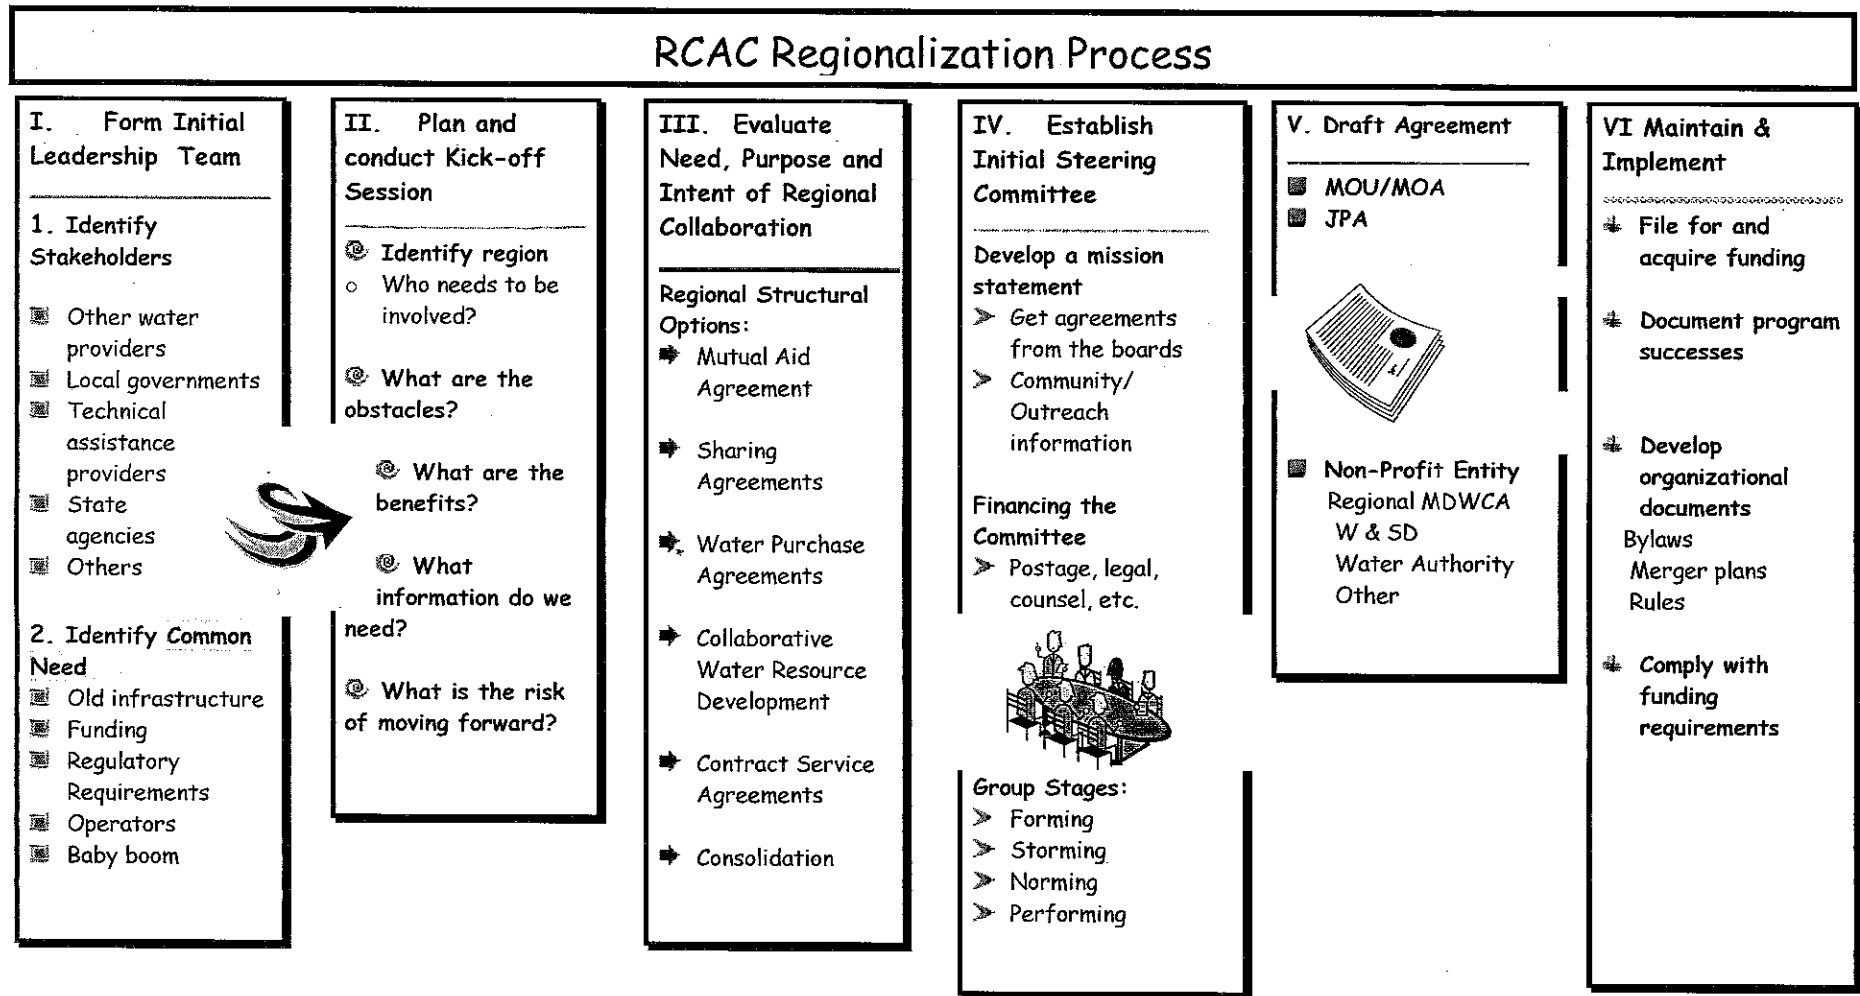 RCAC Regionalization Process
I. Form Initial
Leadership Team
1. Identify
Stakeholders
Other water
providers
Local governments
Technical
assistance
providers
State
agencies
Others
2. Identify Common
Need
Old infrastructure
Funding
Regulatory
Requirements
Operators
Baby boom
II. Plan and
conduct Kick-off
Session
Identify region
Who needs to be
involved?
What are the
obstacles?
What are the
benefits?
What
information do we
need?
What is the risk
of moving forward?
III. Evaluate
Need, Purpose and
Intent of Regional
Collaboration
Regional Structural
Options:
Mutual Aid
Agreement
Sharing
Agreements
Water Purchase
Agreements
Collaborative
Water Resource
Development
Contract Service
Agreements
Consolidation
IV. Establish
Initial Steering
Committee
Develop a mission
statement
Get agreements
from the boards
Community/
Outreach
information
Financing the
Committee
Postage, legal,
counsel, etc.
Group Stages:
Forming
Storming
Norming
Performing
V. Draft Agreement
MOU/MOA
JPA
Non-Profit Entity
Regional MDWCA
W & SD
Water Authority
Other
VI Maintain &
Implement
File for and
acquire funding
Document program
successes
Develop
organizational
documents
Bylaws
Merger plans
Rules
Comply with
funding
requirements